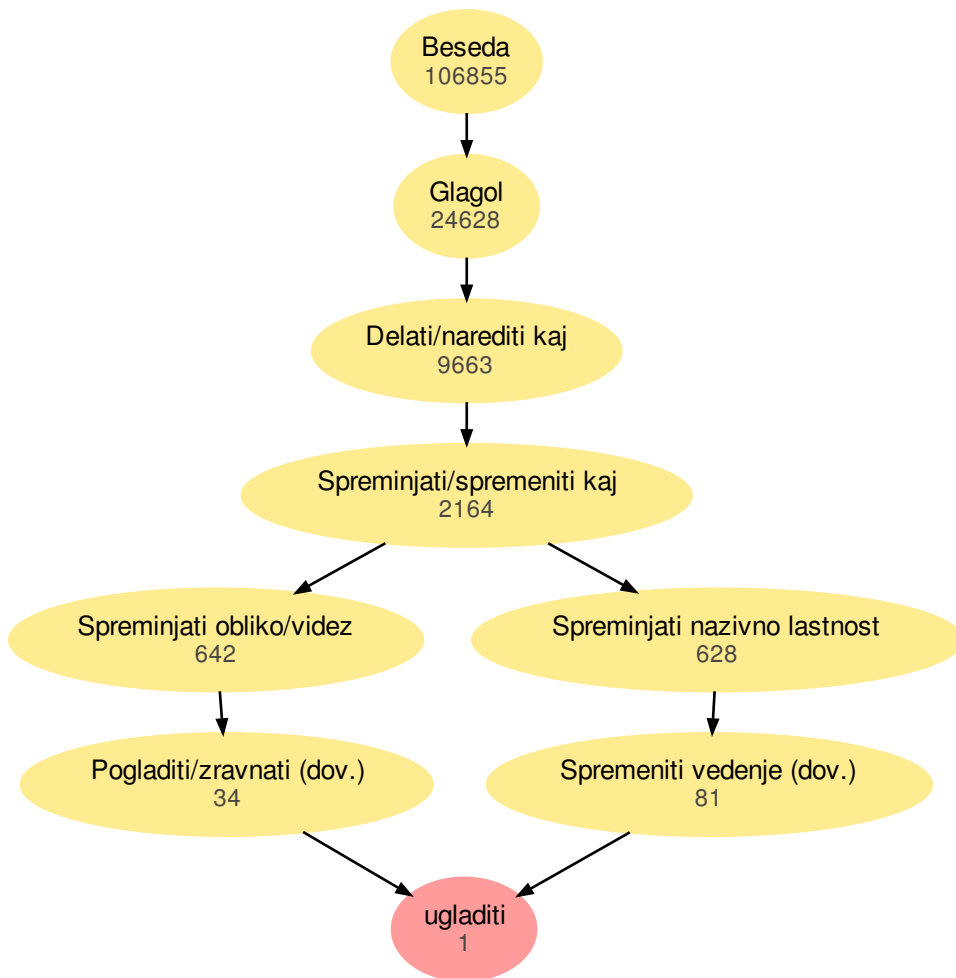 Beseda
106855
Glagol
24628
Delati/narediti kaj
9663
Spreminjati/spremeniti kaj
2164
Spreminjati obliko/videz
642
Spreminjati nazivno lastnost
628
Pogladiti/zravnati (dov.)
34
Spremeniti vedenje (dov.)
81
ugladiti
1